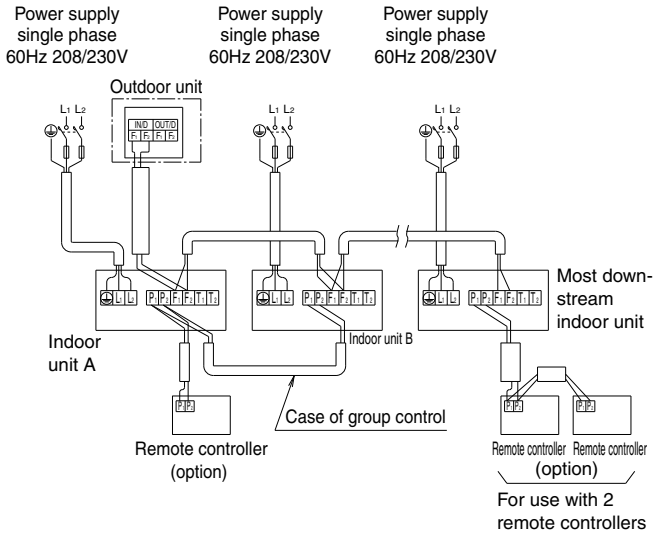 Power supply
single phase
60Hz 208/230V
Power supply
single phase
60Hz 208/230V
Power supply
single phase
60Hz 208/230V
Outdoor unit
L1 L2
IN/D OUT/D
F1 F2 F1 F2
L1 L2
L1 L2
L1 L2
P1 P2 F1 F2 T1 T2
L1 L2
P1 P2 F1 F2 T1 T2
L1 L2
P1 P2 F1 F2 T1 T2
Most down-
stream
indoor unit
Indoor
unit A
Indoor unit B
P1 P2
Case of group control
P1 P2
P1 P2
Remote controller
(option)
Remote controller
Remote controller
(option)
For use with 2
remote controllers